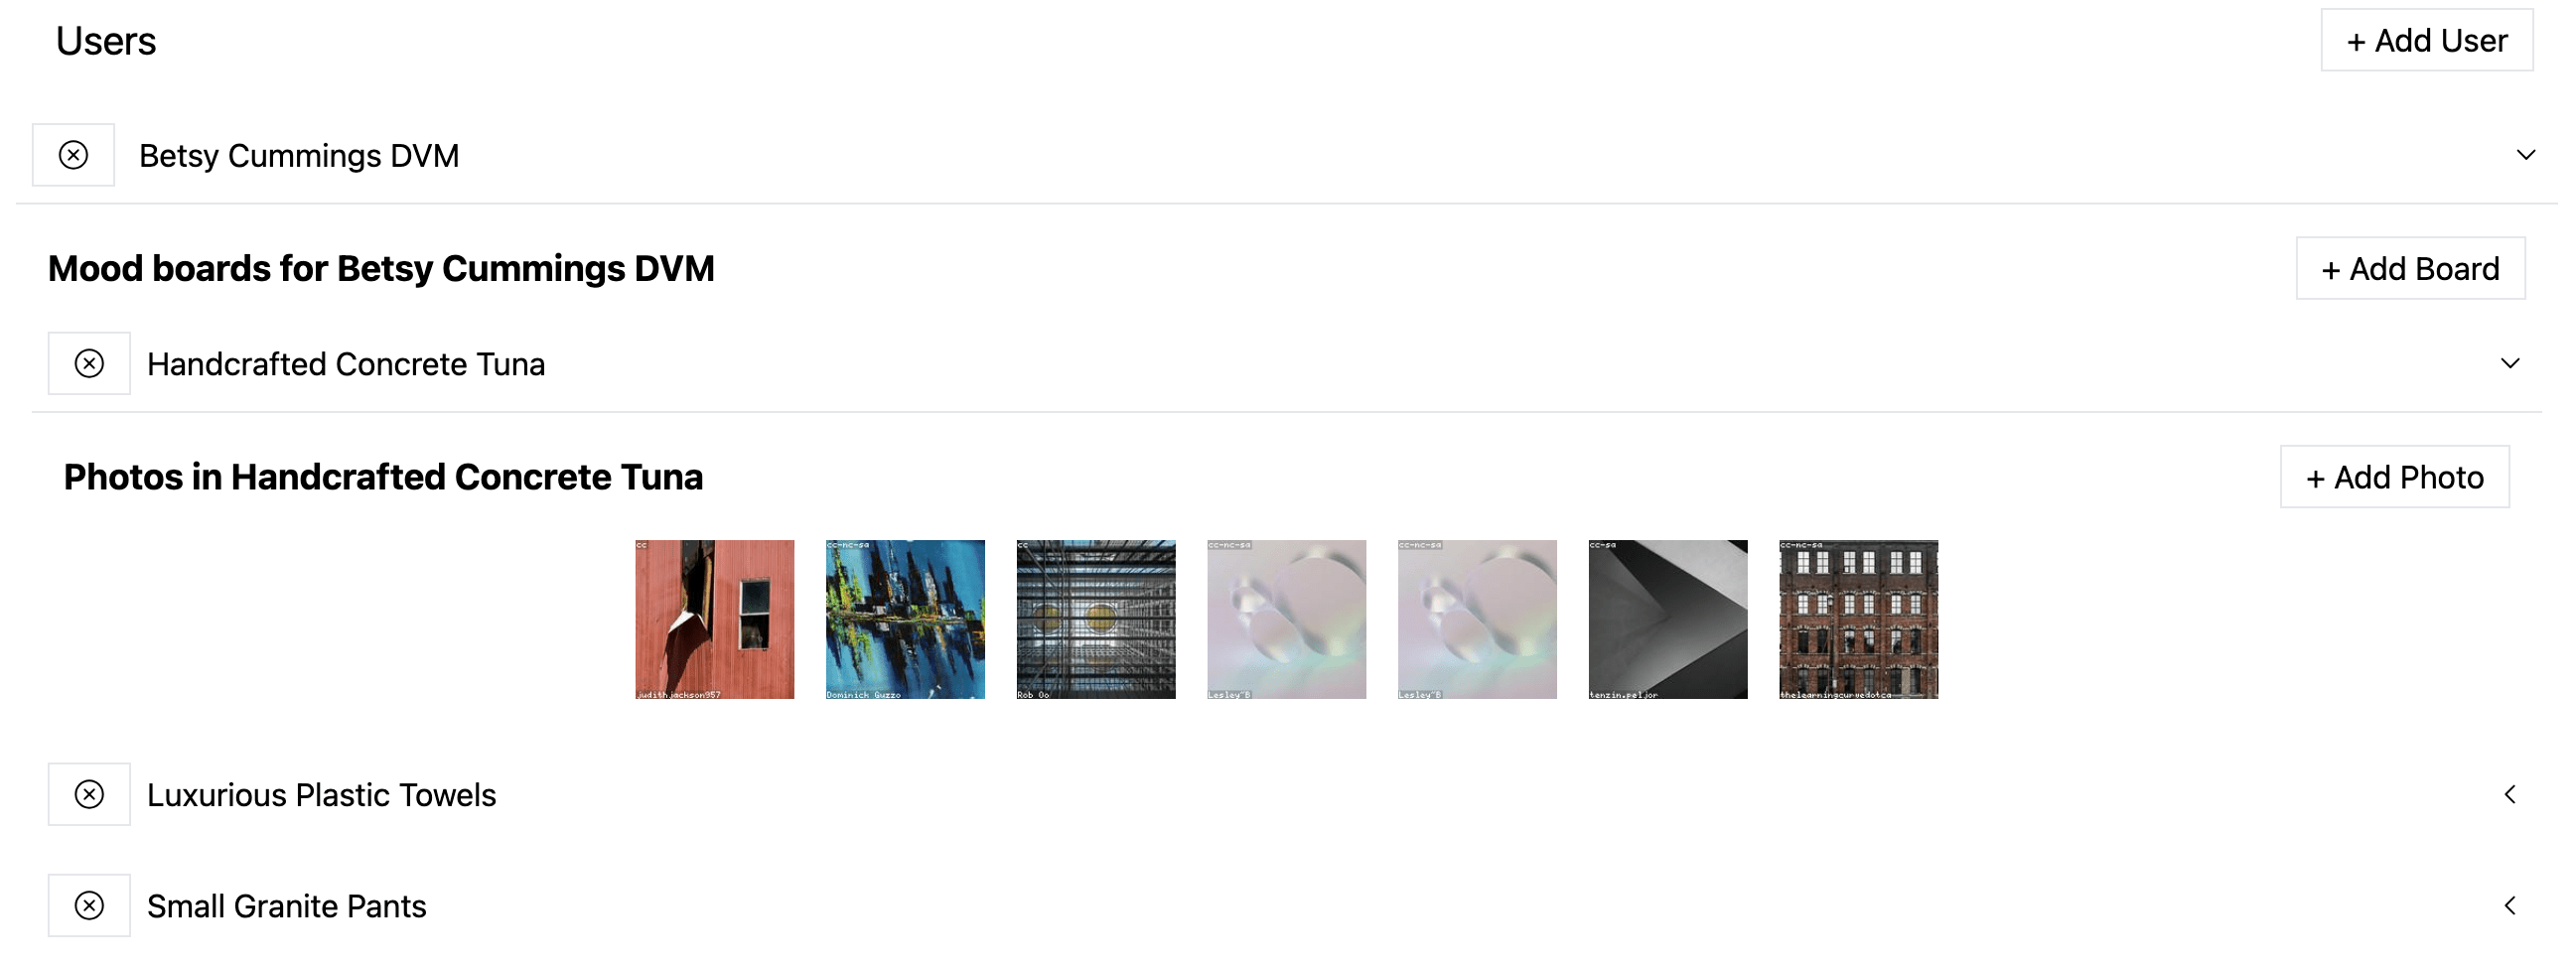 Users
+ Add User
Betsy Cummings DVM
Mood boards for Betsy Cummings DVM
+ Add Board
Handcrafted Concrete Tuna
Photos in Handcrafted Concrete Tuna
+ Add Photo
cc
cc-nc-sa
cc
cc-nc-sa
cc-nc-sa
cc-sa
cc-nc-sa
judith.jackson957
Dominick Guzzo
Rob Oo
Lesley~B
Lesley~B
tenzin.peljor
thelearningcurvedotca
Luxurious Plastic Towels
Small Granite Pants